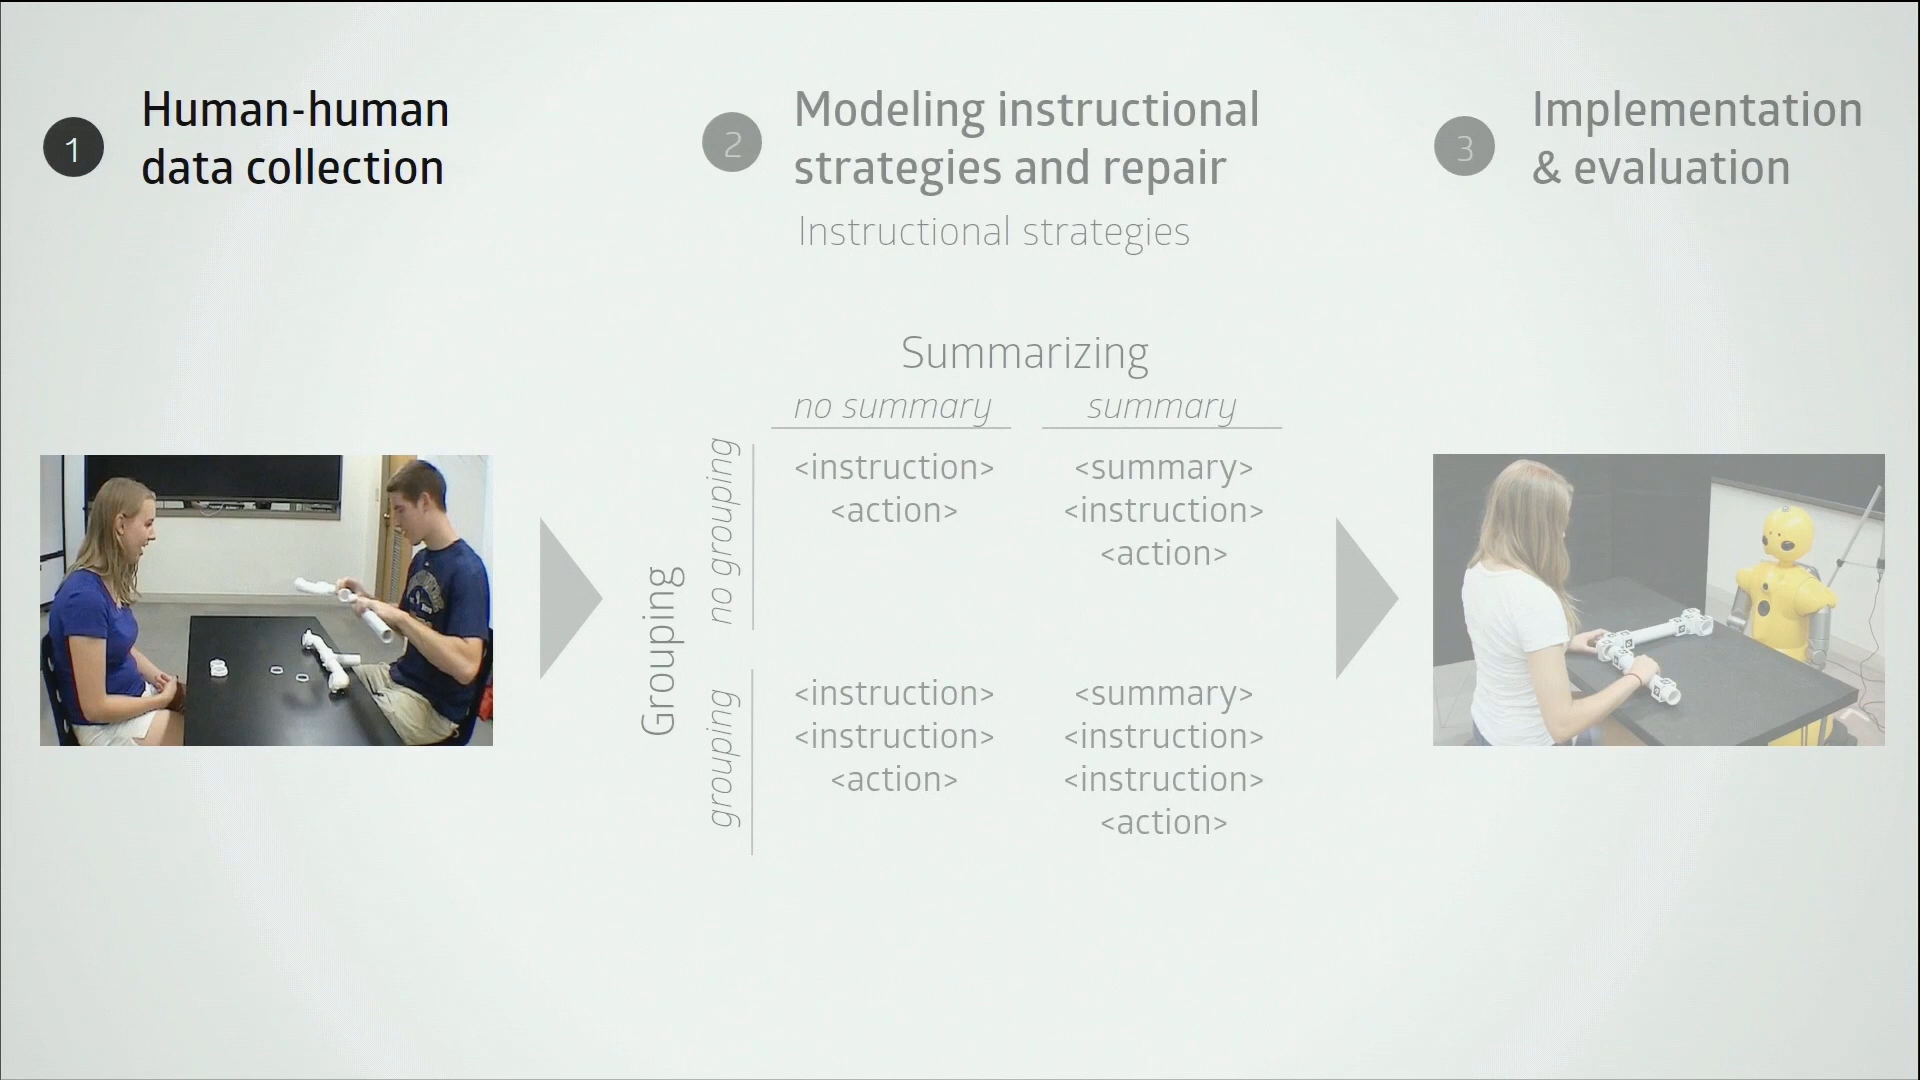 1
Human-human
data collection
2
Modeling instructional
strategies and repair
Instructional strategies
3
Implementation
& evaluation
Summarizing
no summary
summary
Grouping
no grouping
<instruction>
<action>
<summary>
<instruction>
<action>
grouping
<instruction>
<instruction>
<action>
<summary>
<instruction>
<instruction>
<action>